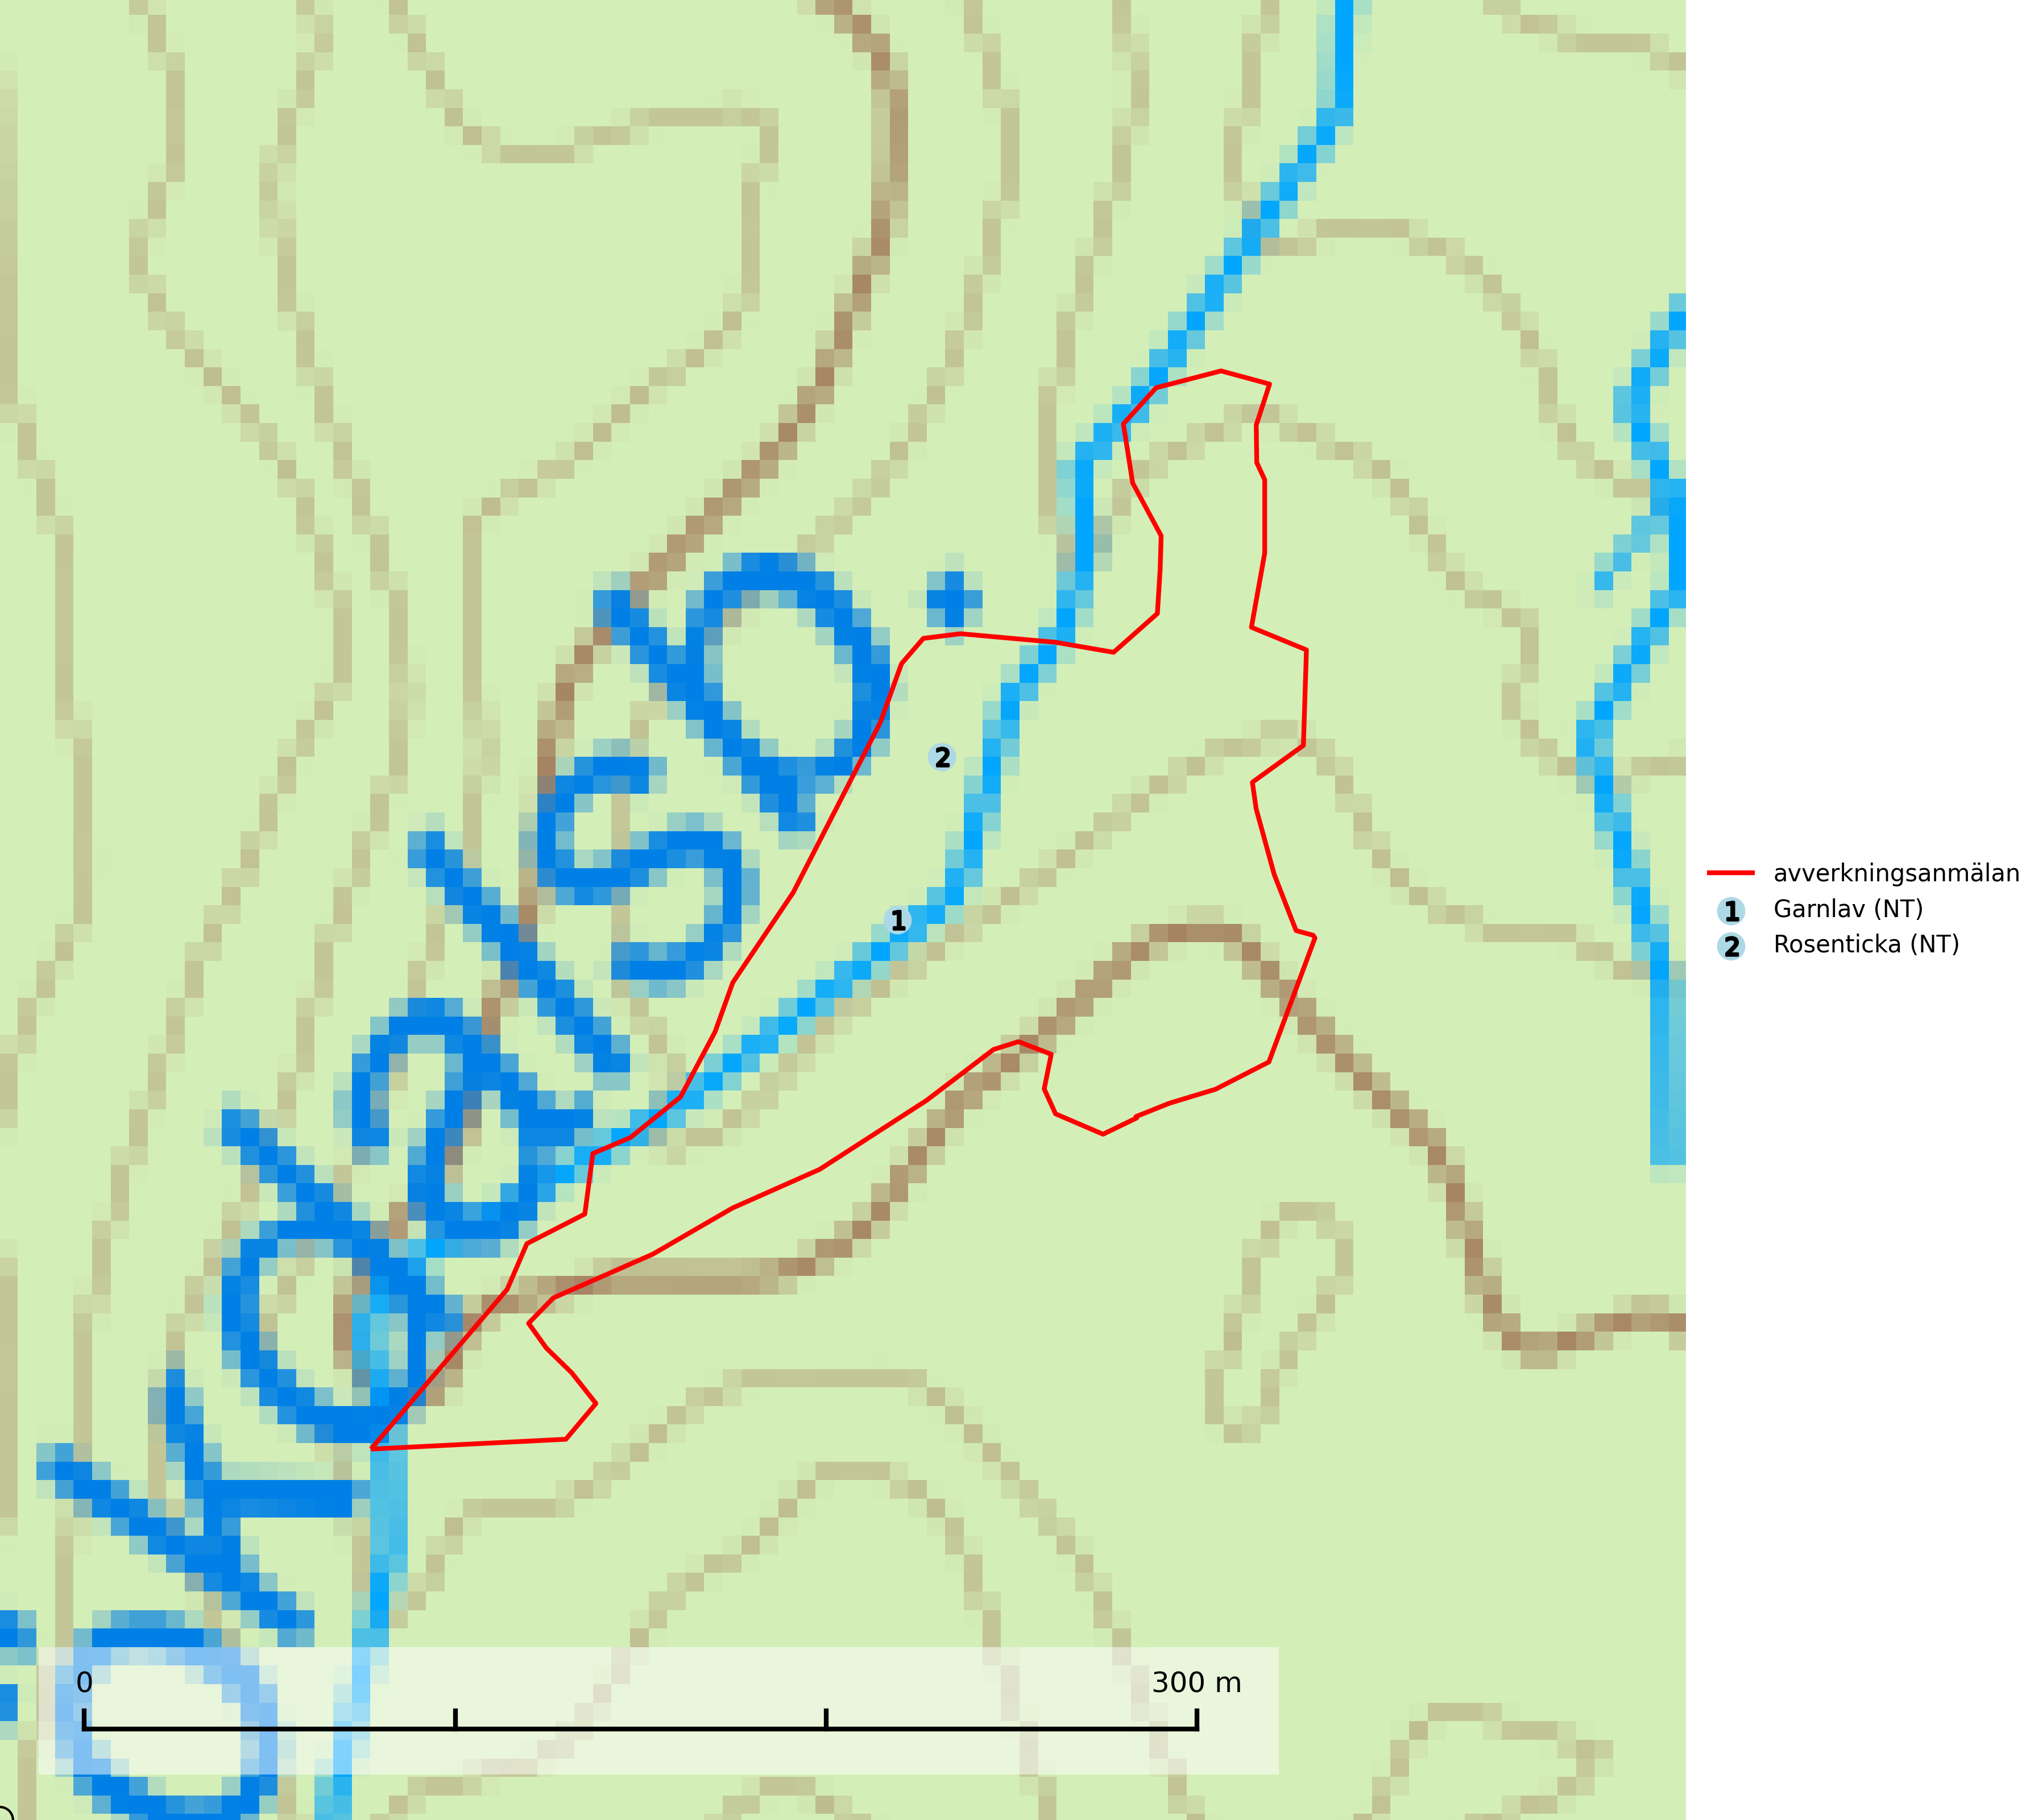 2
1
avverkningsanmälan
1 Garnlav (NT)
2 Rosenticka (NT)
0 300 m